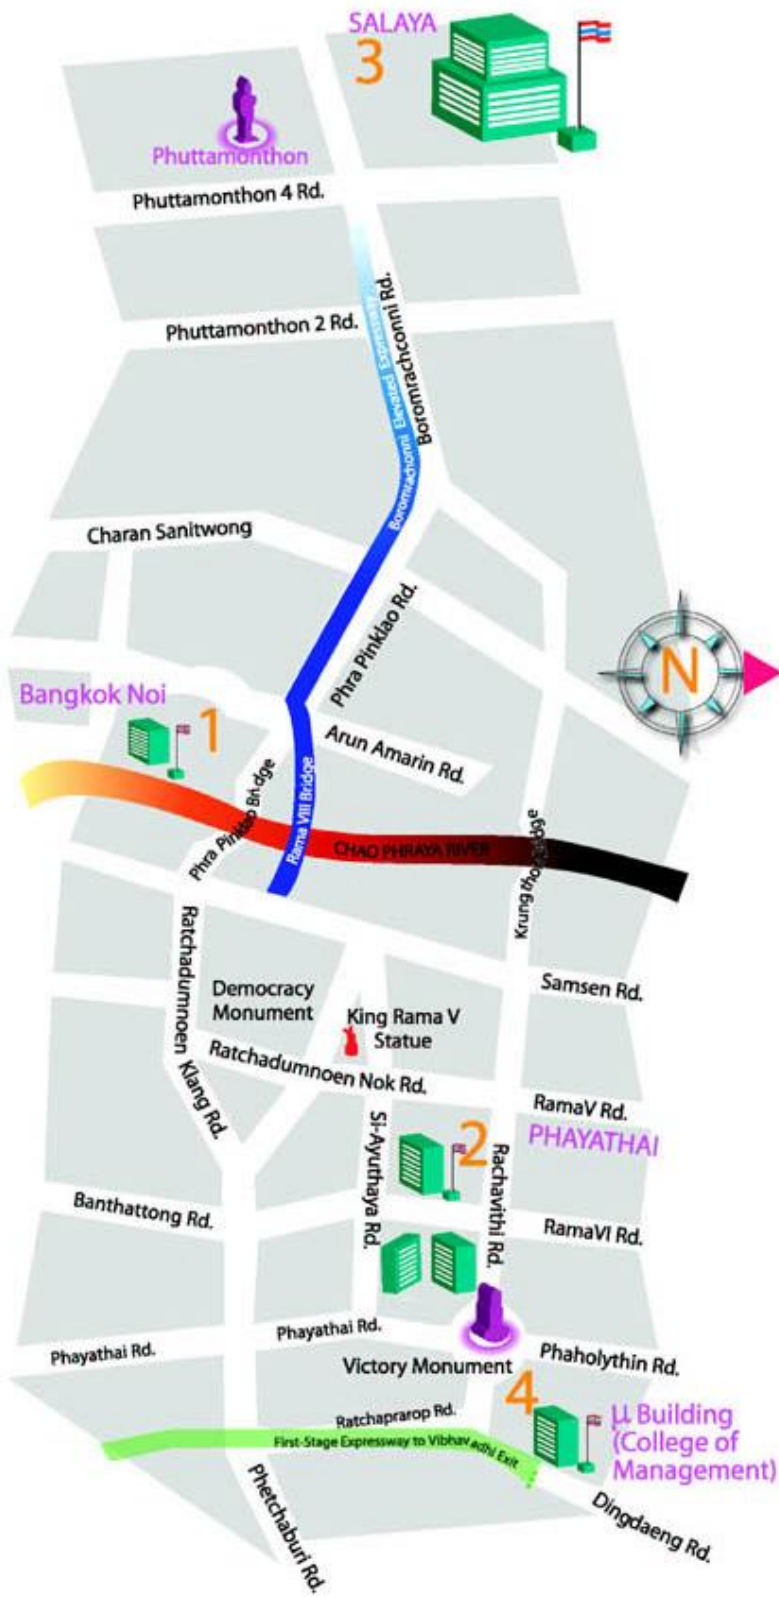 SALAYA
3
Phuttamonthon
Phuttamonthon 4 Rd.
Phuttamonthon 2 Rd.
Boromrachonni Elevated Expressway
Boromrachconni Rd.
Charan Sanitwong
Phra Pinklao Rd.
N
Bangkok Noi
1
Arun Amarin Rd.
Phra Pinklao Bridge
Rama VIII Bridge
CHAO PHRAYA RIVER
Krungthon Bridge
Ratchadumnoen Klang Rd.
Democracy
Monument
King Rama V
Statue
Samsen Rd.
Ratchadumnoen Nok Rd.
RamaV Rd.
PHAYATHAI
2
Si-Ayuthaya Rd.
Rachavithi Rd.
Banthattong Rd.
RamaVI Rd.
Phayathai Rd.
Phayathai Rd.
Victory Monument
Phaholythin Rd.
4
Ratchaprarop Rd.
First-Stage Expressway to Vibhavadhi Exit
µ Building
(College of
Management)
Phetchaburi Rd.
Dingdaeng Rd.